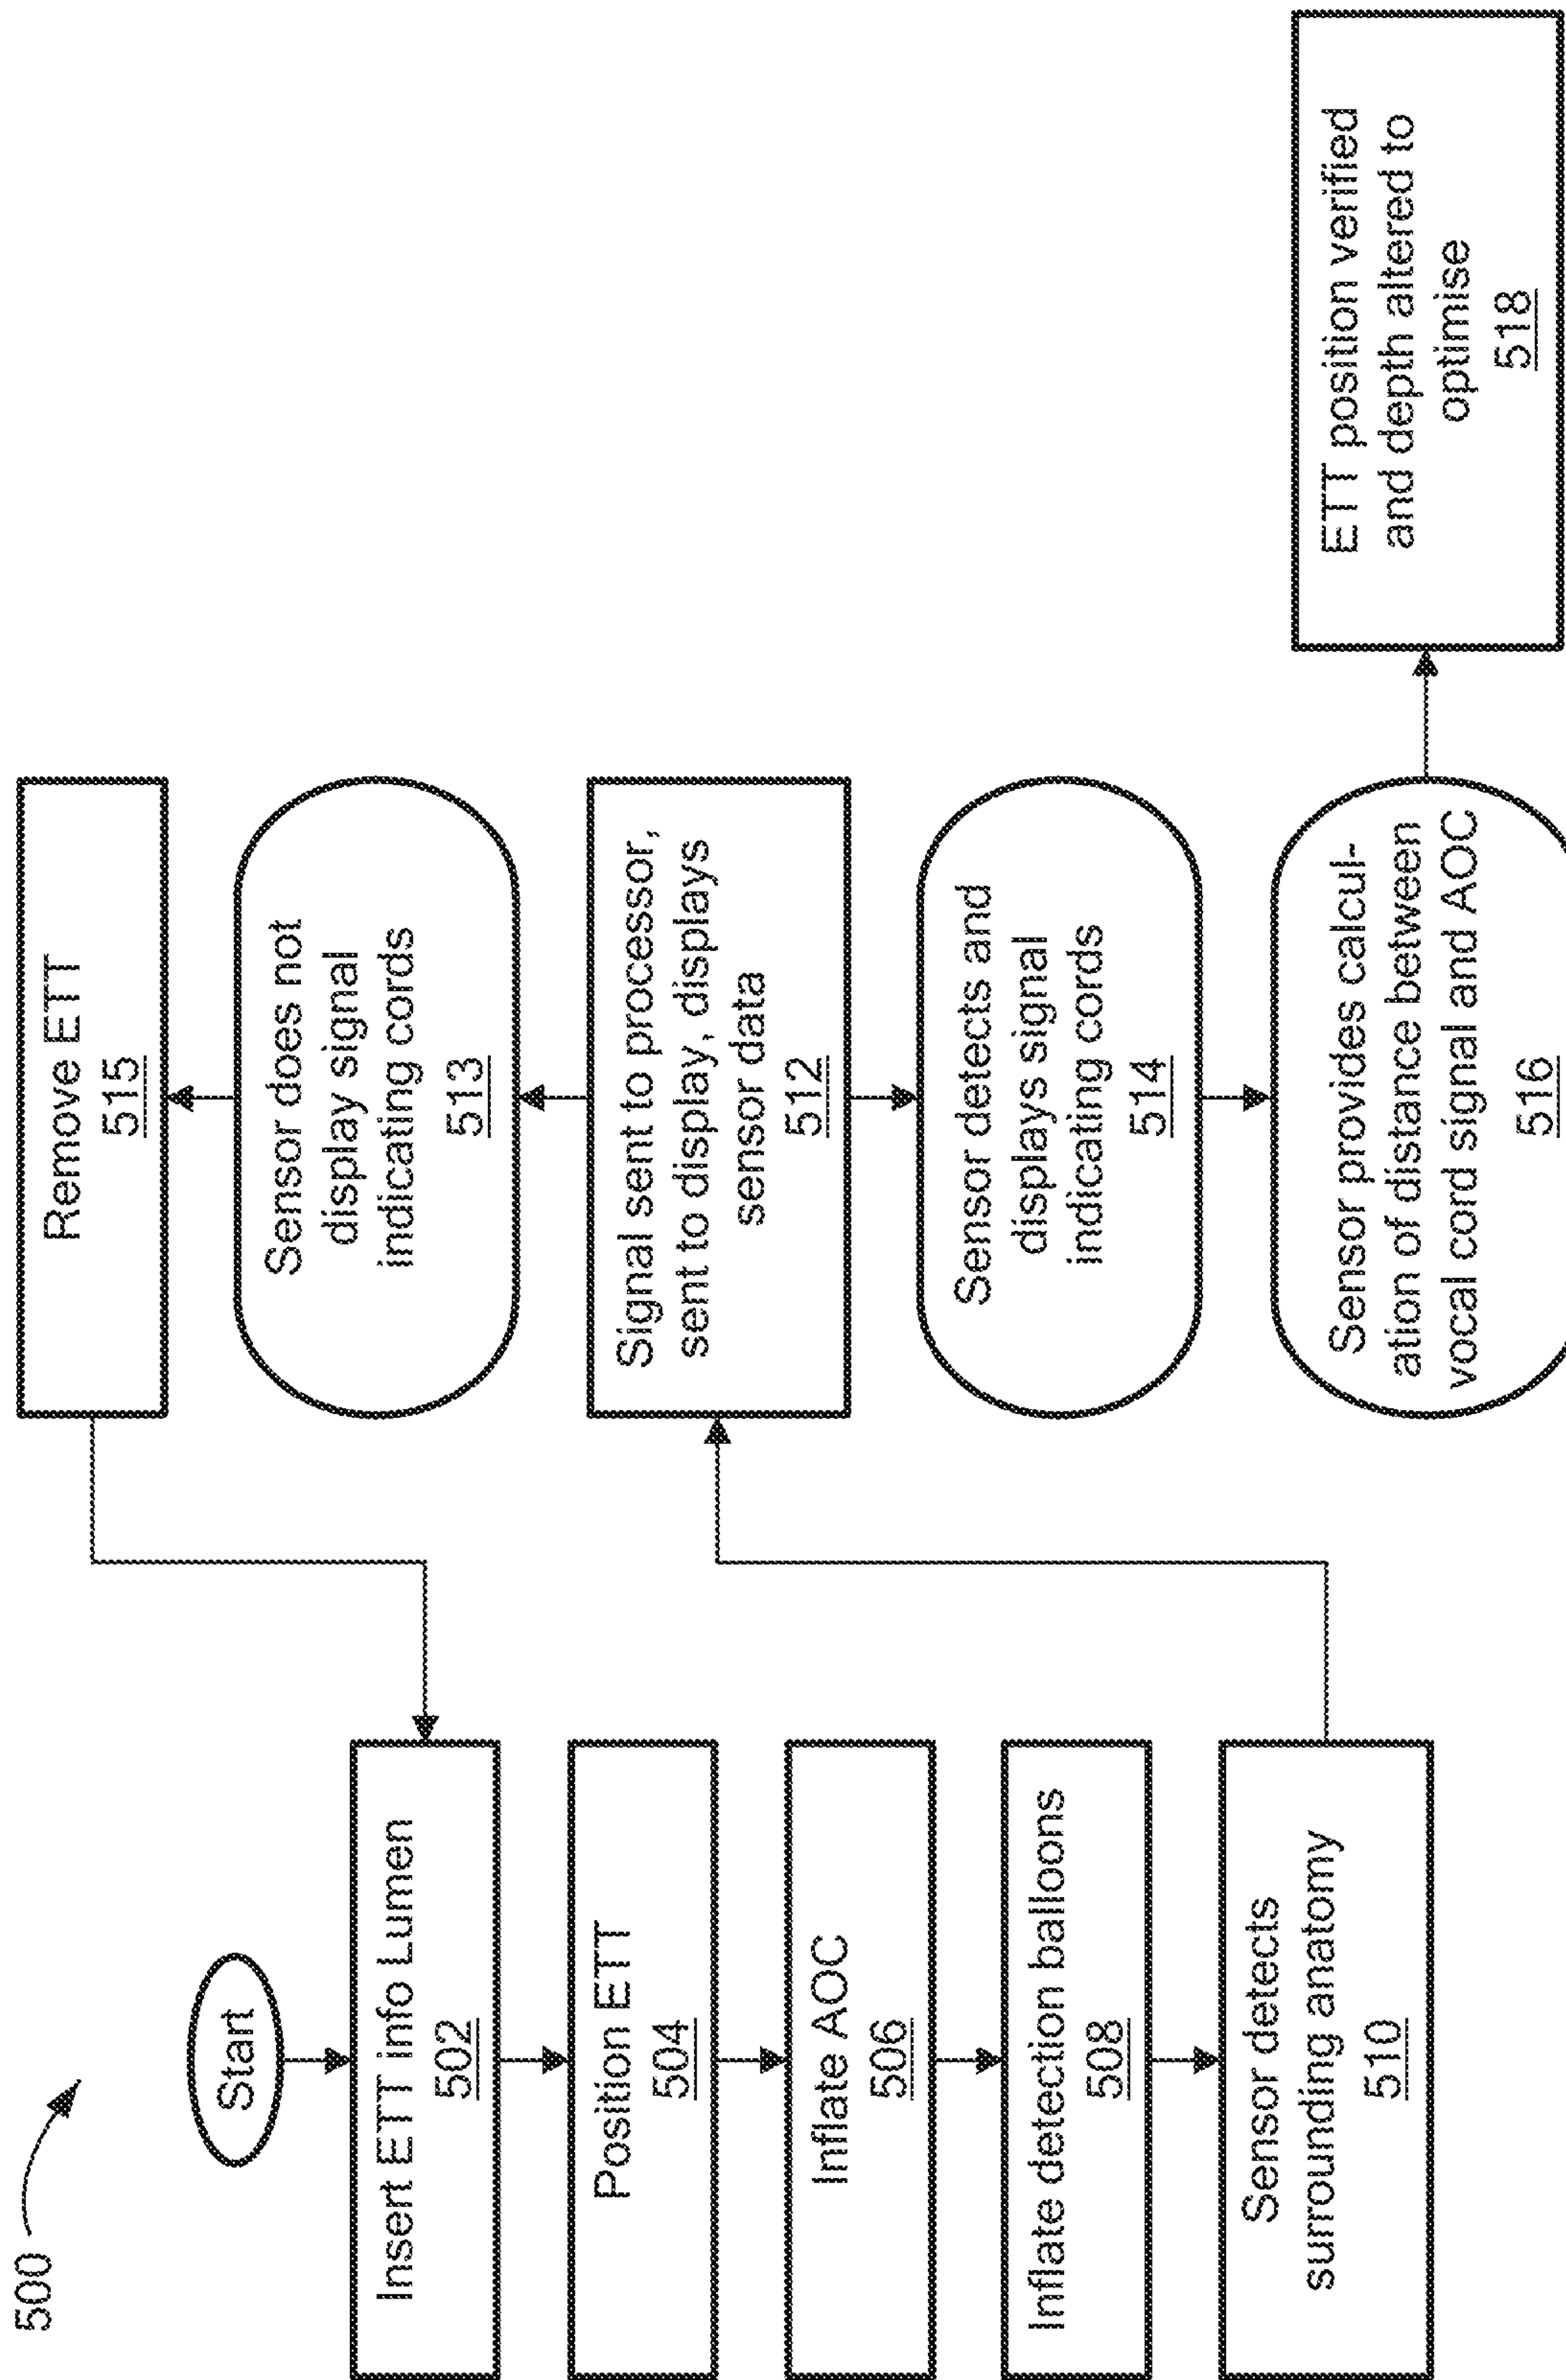 500
Start
Insert ETT info Lumen
502
Position ETT
504
Inflate AOC
506
Inflate detection balloons
508
Sensor detects
surrounding anatomy
510
Remove ETT
515
Sensor does not
display signal
indicating cords
513
Signal sent to processor,
sent to display, displays
sensor data
512
Sensor detects and
displays signal
indicating cords
514
Sensor provides calcul-
ation of distance between
vocal cord signal and AOC
516
ETT position verified
and depth altered to
optimise
518